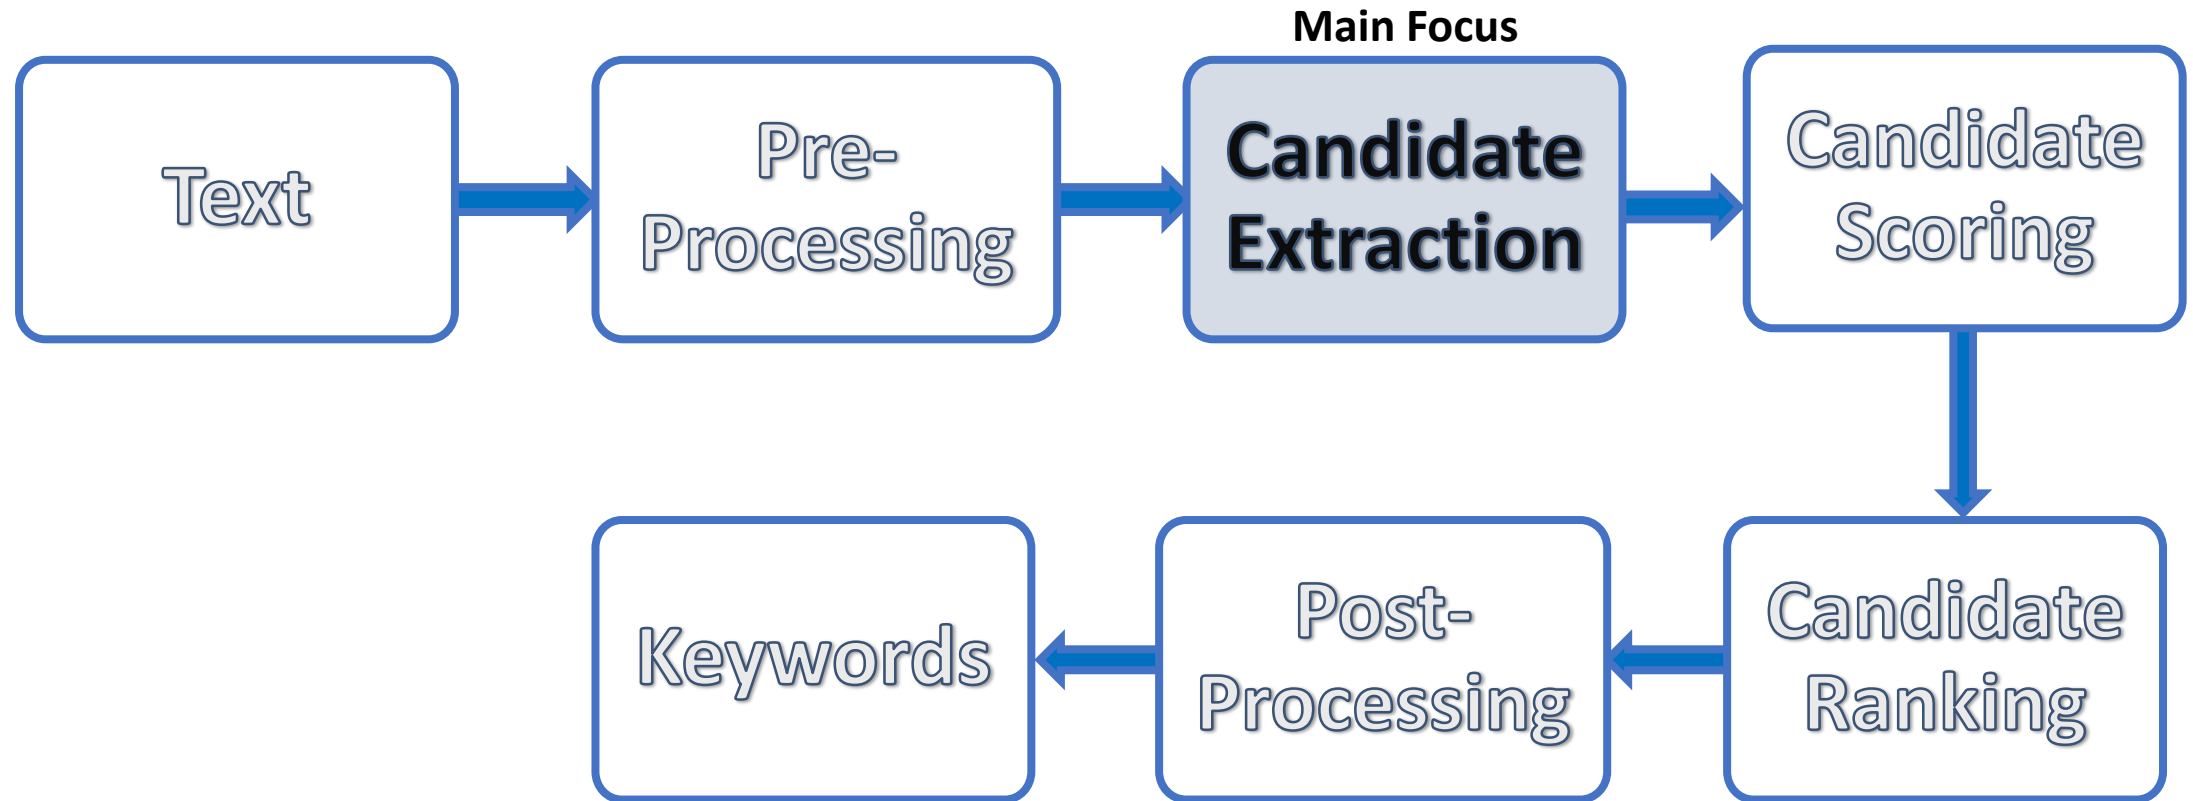 Main Focus
Text
Pre-
Processing
Candidate
Extraction
Candidate
Scoring
Candidate
Ranking
Post-
Processing
Keywords